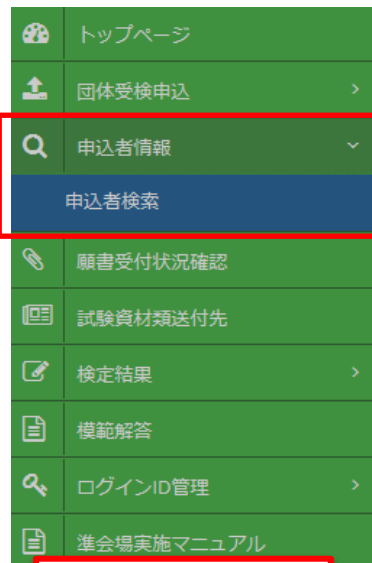 トップページ
団体受検申込
申込者情報
申込者検索
願書受付状況確認
試験資材類送付先
検定結果
模範解答
ログインID管理
準会場実施マニュアル